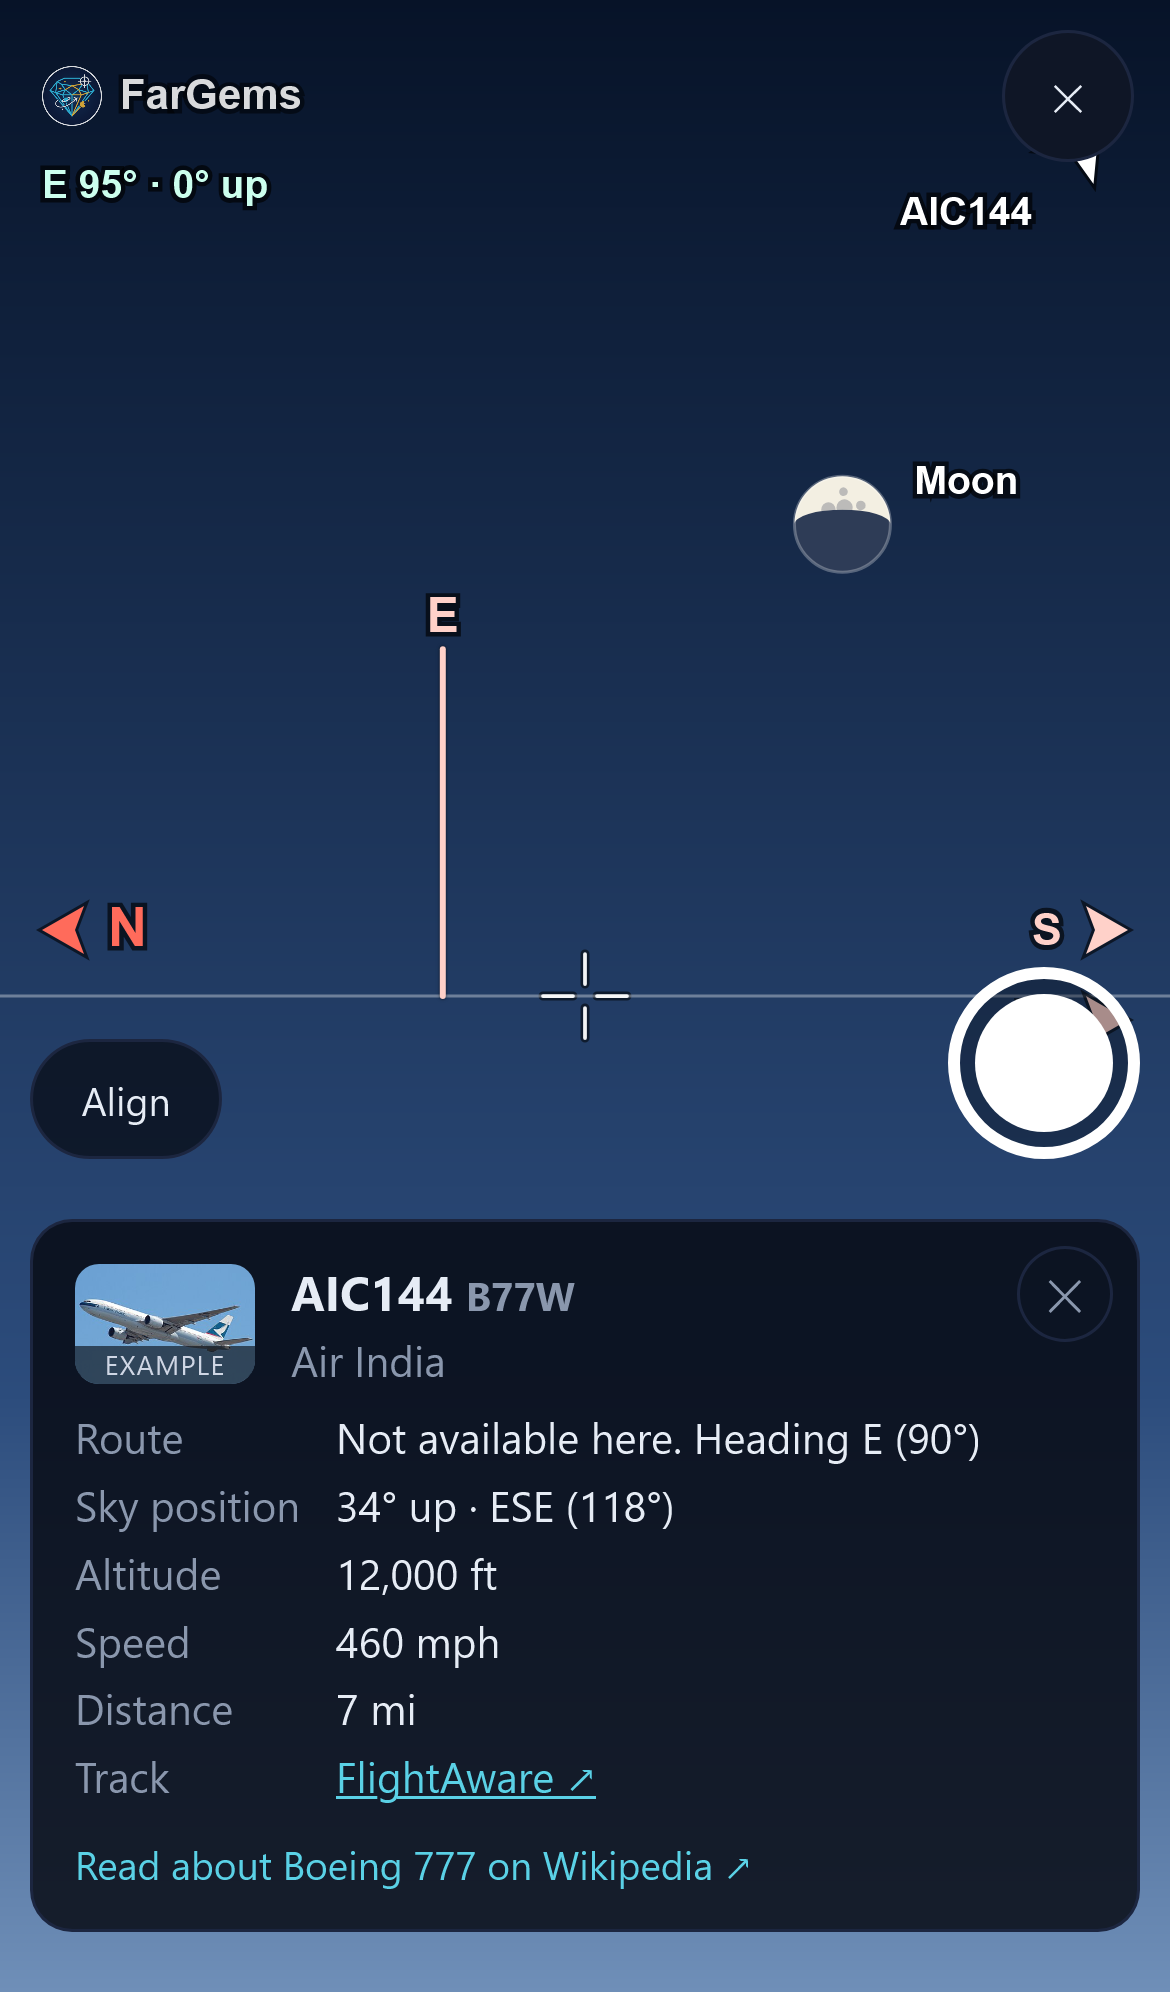 FarGems
E 95° · 0° up
AIC144
Moon
E
N
S
Align
EXAMPLE
AIC144 B77W
Air India
Route Not available here. Heading E (90°)
Sky position 34° up · ESE (118°)
Altitude 12,000 ft
Speed 460 mph
Distance 7 mi
Track FlightAware ↗
Read about Boeing 777 on Wikipedia ↗